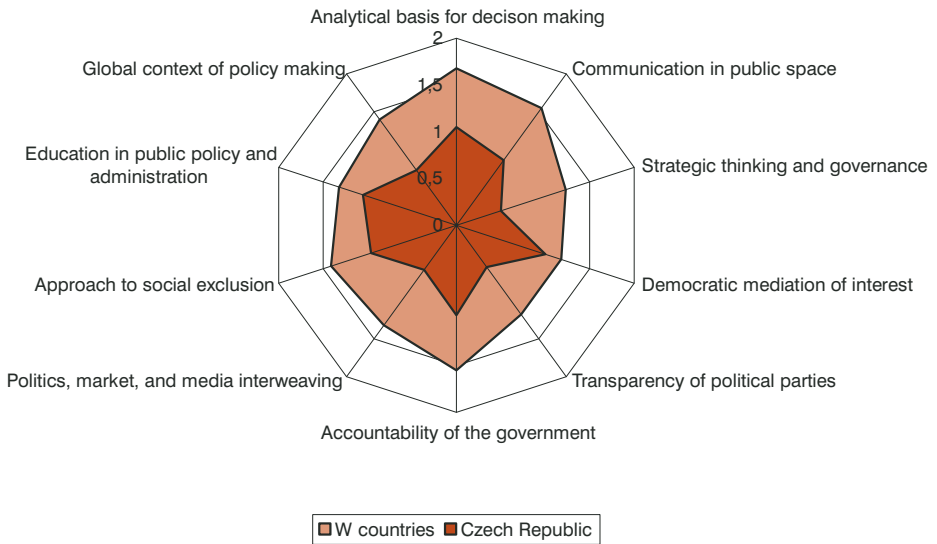 Analytical basis for decison making
2
Global context of policy making
Communication in public space
1,5
1
Education in public policy and
administration
Strategic thinking and governance
0,5
0
Approach to social exclusion
Democratic mediation of interest
Politics, market, and media interweaving
Transparency of political parties
Accountability of the government
W countries
Czech Republic